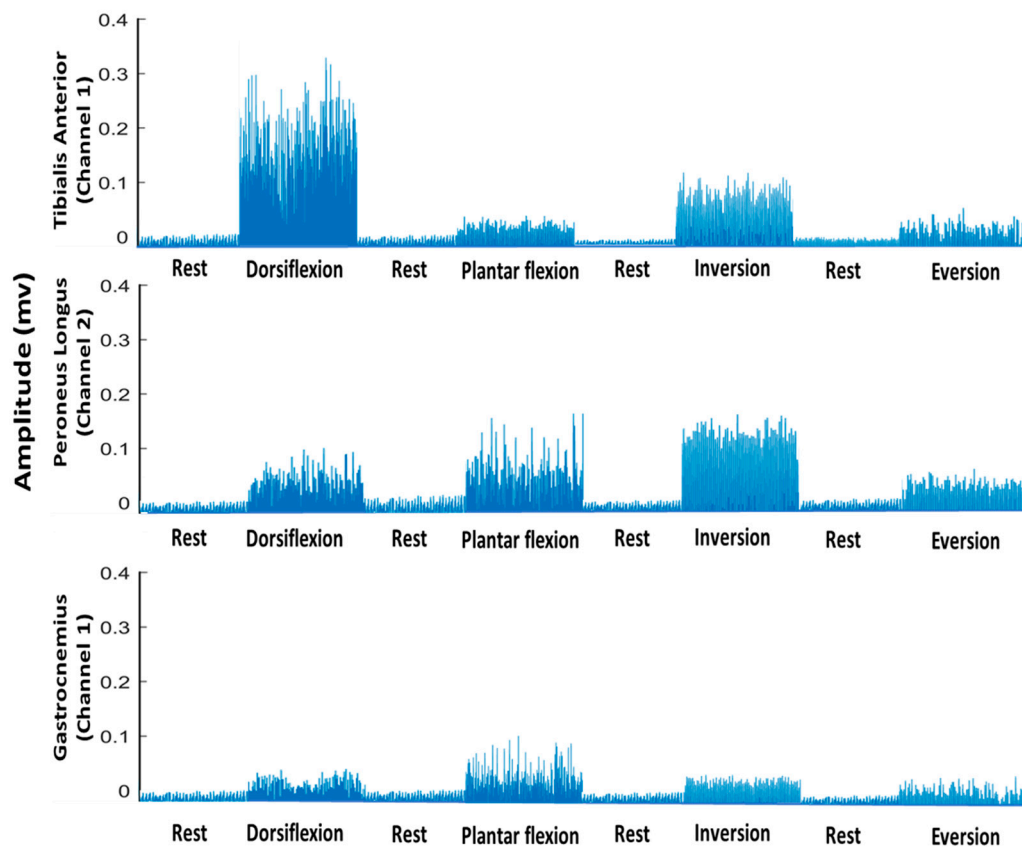 Amplitude (mv)
Tibialis Anterior
(Channel 1)
0.4
0.3
0.2
0.1
0
Rest Dorsiflexion Rest Plantar flexion Rest Inversion Rest Eversion
Peroneus Longus
(Channel 2)
0.4
0.3
0.2
0.1
0
Rest Dorsiflexion Rest Plantar flexion Rest Inversion Rest Eversion
Gastrocnemius
(Channel 1)
0.4
0.3
0.2
0.1
0
Rest Dorsiflexion Rest Plantar flexion Rest Inversion Rest Eversion